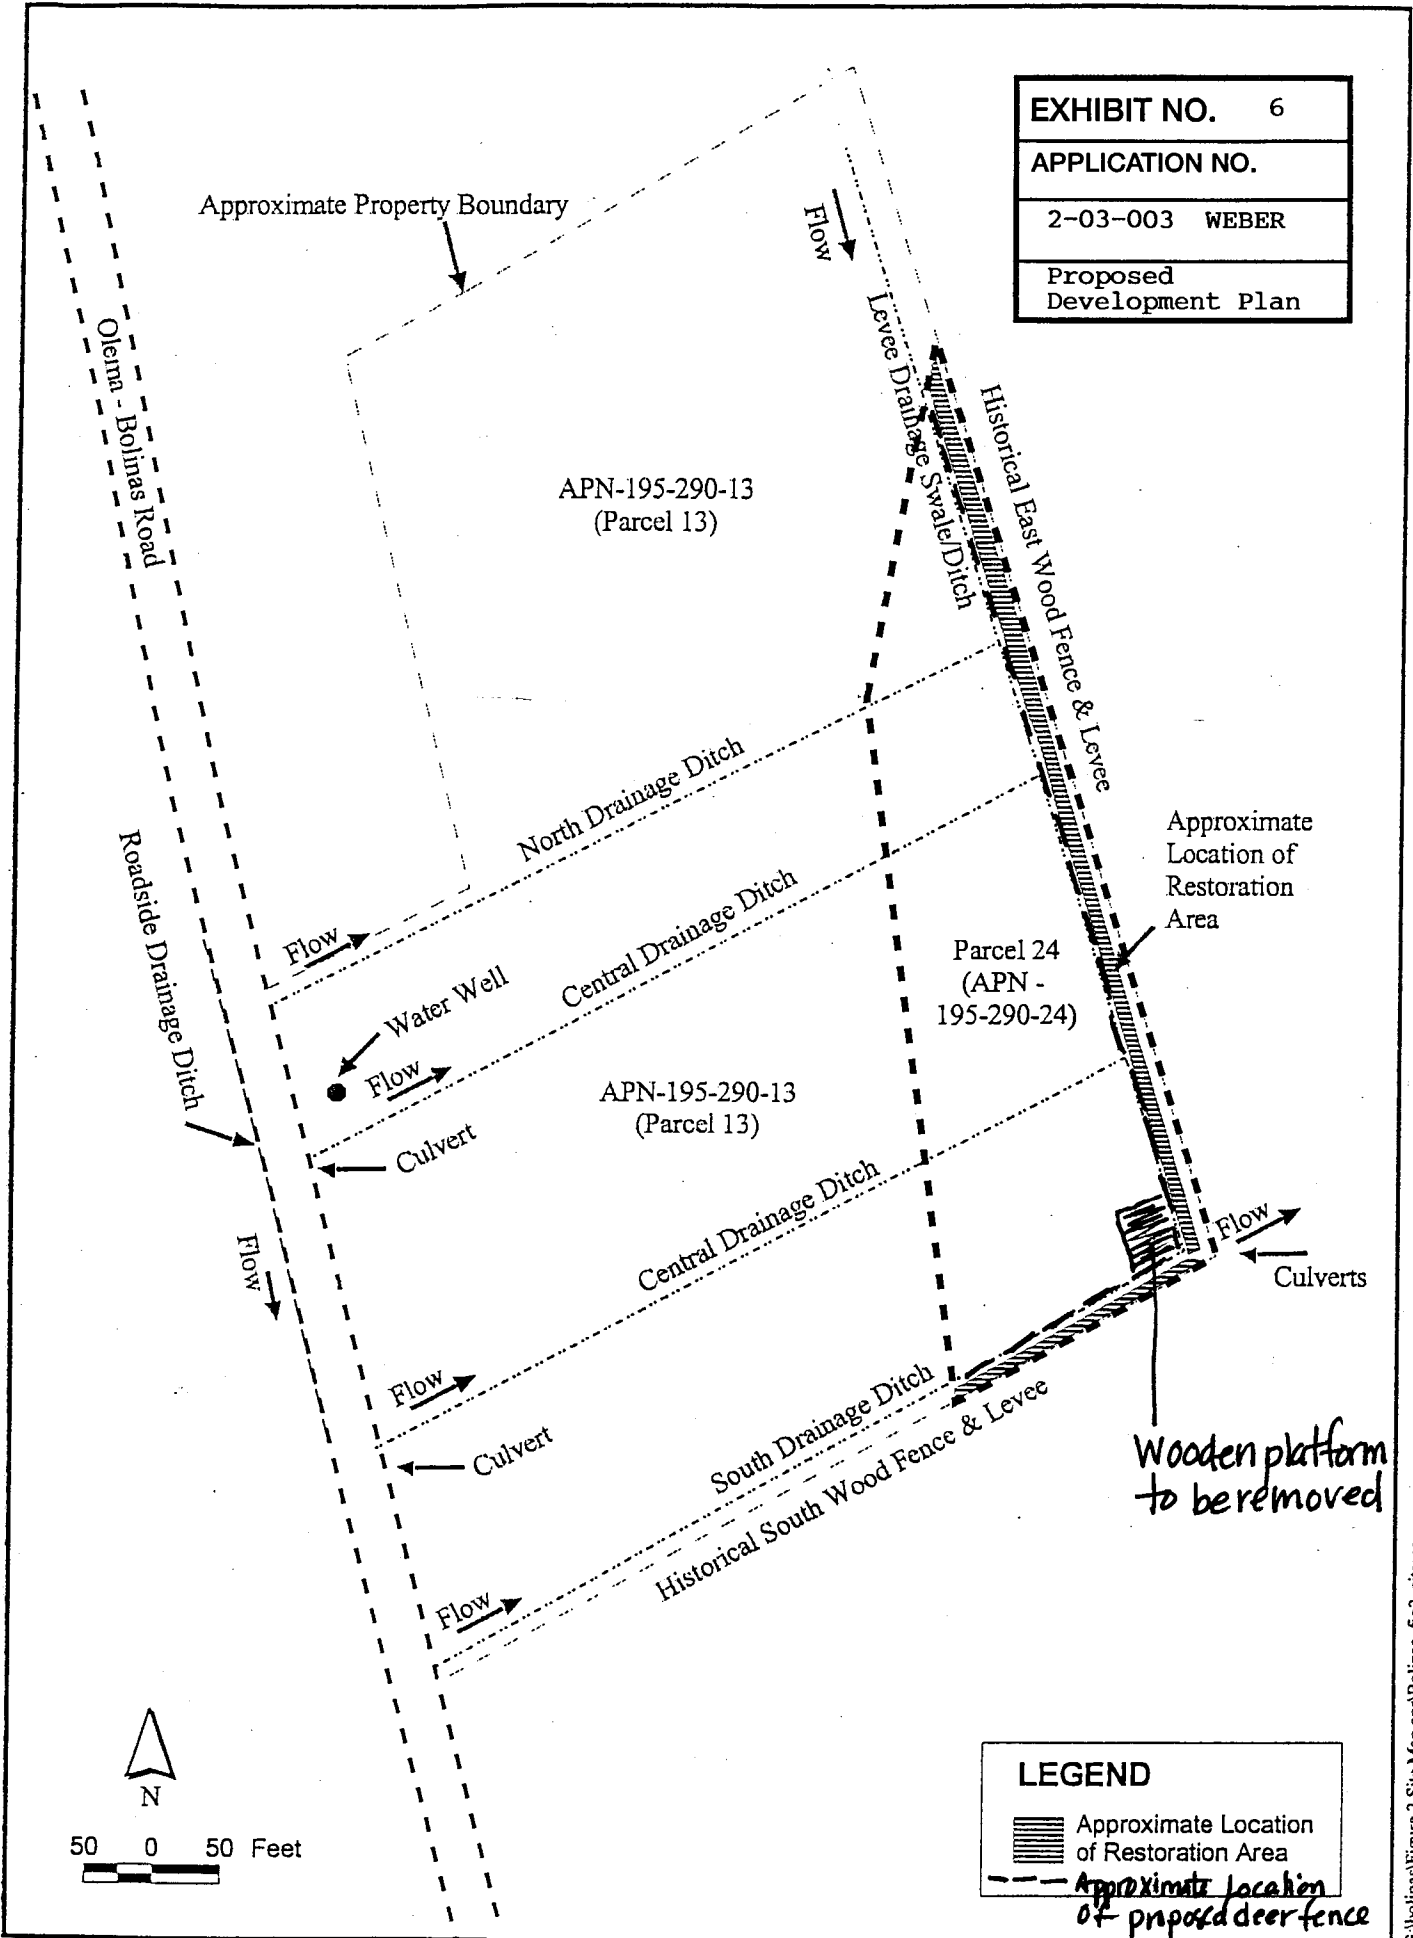 EXHIBIT NO. 6
APPLICATION NO.
2-03-003 WEBER
Proposed
Development Plan
Approximate Property Boundary
Flow
Levee Drainage Swale/Ditch
Historical East Wood Fence & Levee
Olema - Bolinas Road
APN-195-290-13
(Parcel 13)
North Drainage Ditch
Approximate
Location of
Restoration
Area
Roadside Drainage Ditch
Flow
Central Drainage Ditch
Parcel 24
(APN -
195-290-24)
Water Well
Flow
APN-195-290-13
(Parcel 13)
Culvert
Central Drainage Ditch
Flow
Flow
Culverts
Flow
South Drainage Ditch
Historical South Wood Fence & Levee
Culvert
Wooden platform
to be removed
Flow
N
50 0 50 Feet
LEGEND
Approximate Location
of Restoration Area
Approximate Location
of proposed deer fence